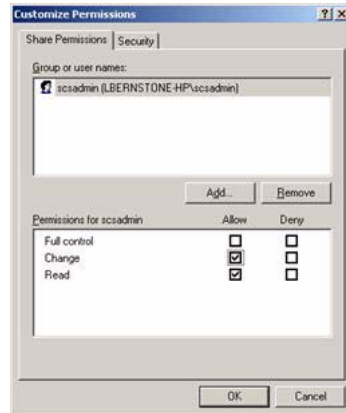 Customize Permissions
Share Permissions Security
Group or user names:
scsadmin (LBERNSTONE-HP\scsadmin)
Add... Remove
Permissions for scsadmin Allow Deny
Full control
Change
Read
OK Cancel